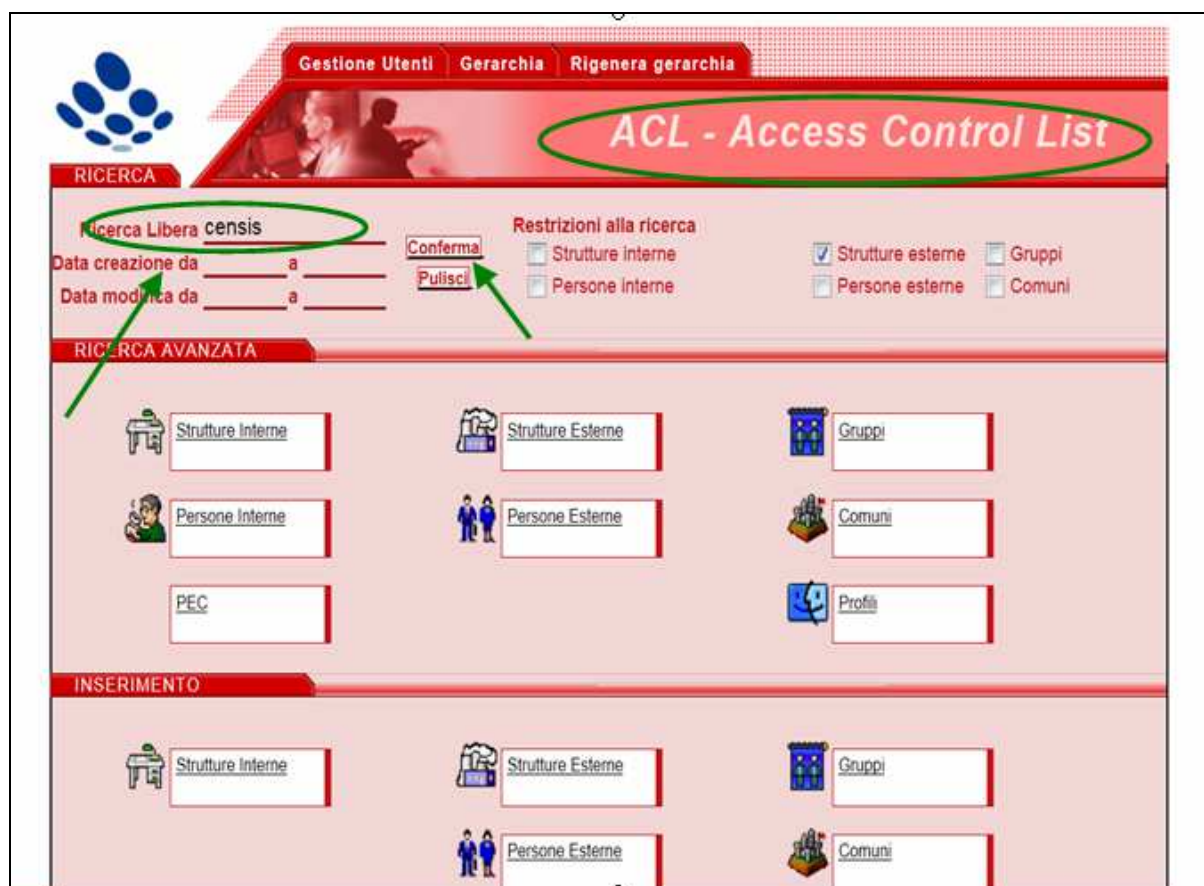 Gestione Utenti Gerarchia Rigenera gerarchia
ACL - Access Control List
RICERCA
Ricerca Libera censis
Data creazione da a
Data modifica da a
Conferma
Pulisci
Restrizioni alla ricerca
Strutture interne Strutture esterne Gruppi
Persone interne Persone esterne Comuni
RICERCA AVANZATA
Strutture Interne Strutture Esterne Gruppi
Persone Interne Persone Esterne Comuni
PEC Profili
INSERIMENTO
Strutture Interne Strutture Esterne Gruppi
Persone Esterne Comuni